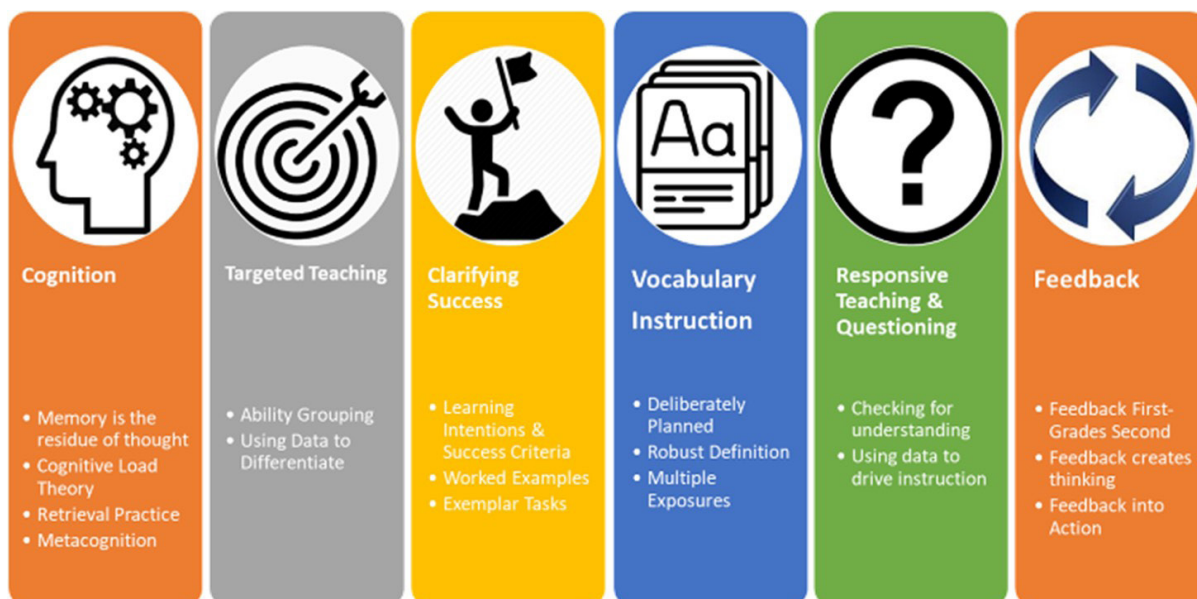 Cognition
• Memory is the
residue of thought
• Cognitive Load
Theory
• Retrieval Practice
• Metacognition
Targeted Teaching
• Ability Grouping
• Using Data to
Differentiate
Clarifying
Success
• Learning
Intentions &
Success Criteria
• Worked Examples
• Exemplar Tasks
Aa
Vocabulary
Instruction
• Deliberately
Planned
• Robust Definition
• Multiple
Exposures
?
Responsive
Teaching &
Questioning
• Checking for
understanding
• Using data to
drive instruction
Feedback
• Feedback First-
Grades Second
• Feedback creates
thinking
• Feedback into
Action